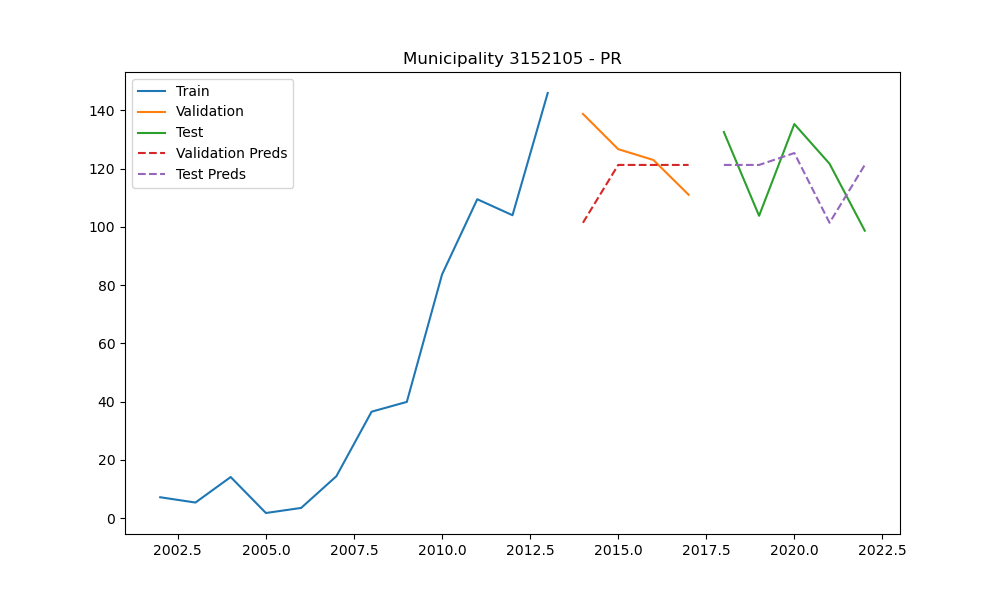 Municipality 3152105 - PR
Train
Validation
Test
Validation Preds
Test Preds
140
120
100
80
60
40
20
0
2002.5 2005.0 2007.5 2010.0 2012.5 2015.0 2017.5 2020.0 2022.5